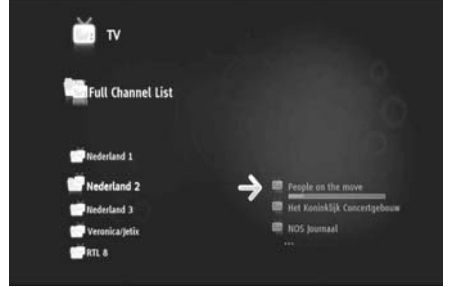 TV
Full Channel List
Nederland 1
Nederland 2
Nederland 3
Veronica/Jetix
RTL 8
People on the move
Het Koninklijk Concertgebouw
NOS Journaal
...